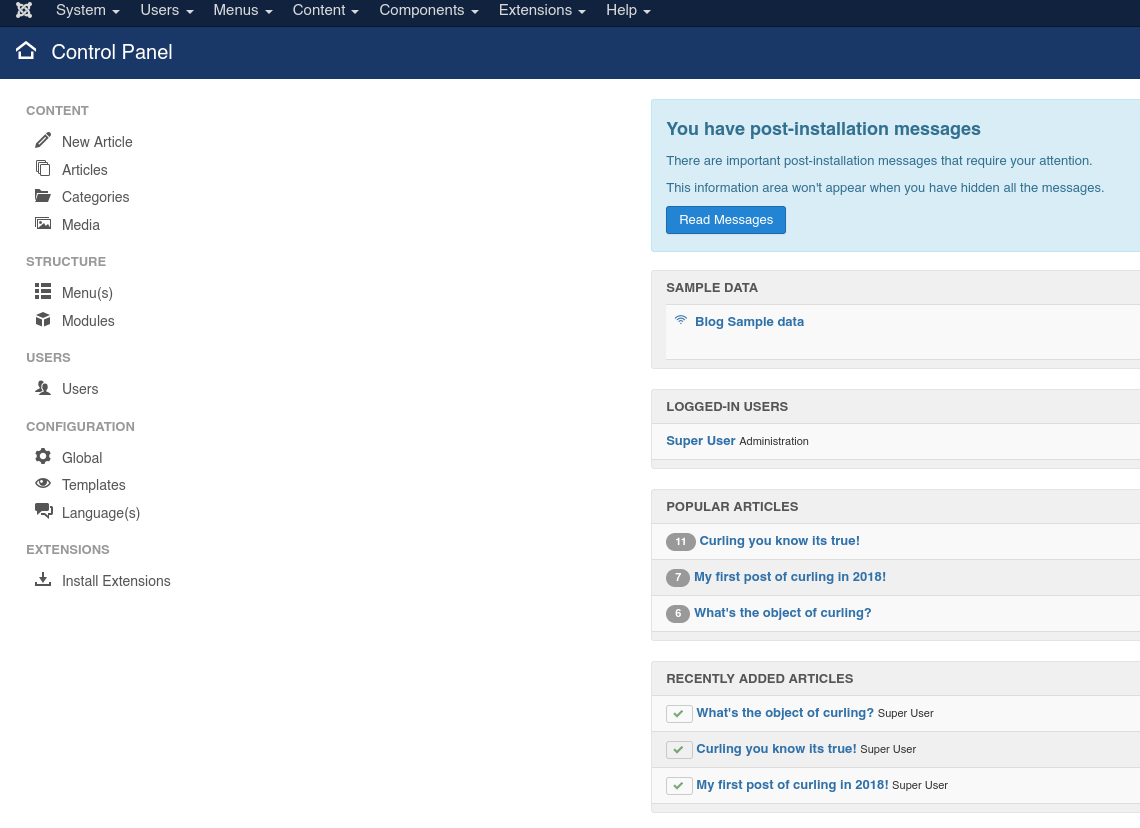 System Users Menus Content Components Extensions Help
Control Panel
CONTENT
New Article
Articles
Categories
Media
STRUCTURE
Menu(s)
Modules
USERS
Users
CONFIGURATION
Global
Templates
Language(s)
EXTENSIONS
Install Extensions
You have post-installation messages
There are important post-installation messages that require your attention.
This information area won't appear when you have hidden all the messages.
Read Messages
SAMPLE DATA
Blog Sample data
LOGGED-IN USERS
Super User Administration
POPULAR ARTICLES
11 Curling you know its true!
7 My first post of curling in 2018!
6 What's the object of curling?
RECENTLY ADDED ARTICLES
What's the object of curling? Super User
Curling you know its true! Super User
My first post of curling in 2018! Super User